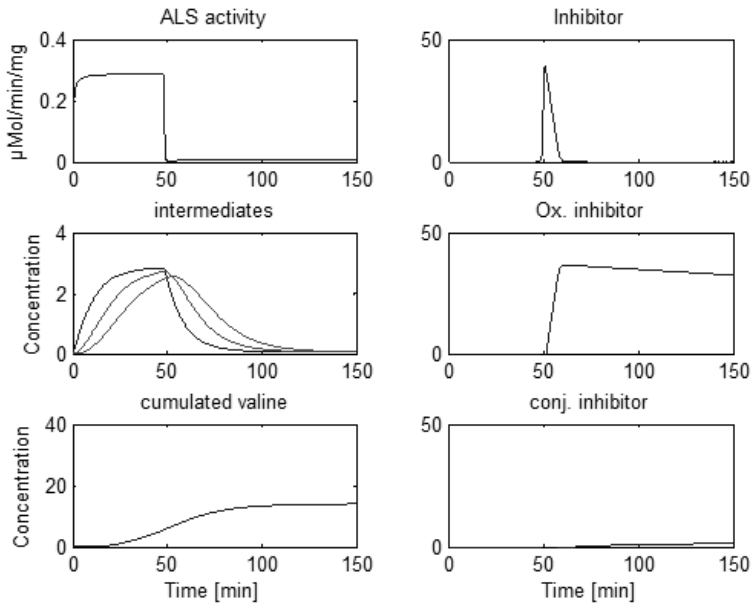 ALS activity
µMol/min/mg
0.4
0.2
0
0 50 100 150
Inhibitor
50
0
0 50 100 150
intermediates
Concentration
4
2
0
0 50 100 150
Ox. inhibitor
50
0
0 50 100 150
cumulated valine
Concentration
40
20
0
0 50 100 150
Time [min]
conj. inhibitor
50
0
0 50 100 150
Time [min]